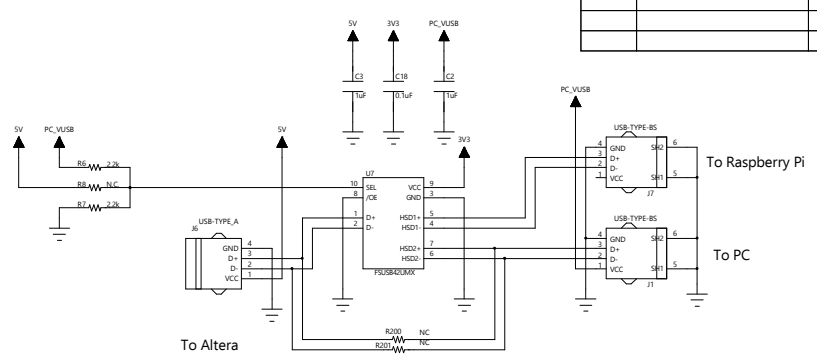 5V
3V3
PC_VUSB
C3
1uF
C18
0.1uF
C2
1uF
PC_VUSB
5V
PC_VUSB
5V
3V3
R6
2.2k
R8
N.C
R7
2.2k
U7
10
SEL
8
/OE
1
D+
2
D-
VCC
9
GND
3
HSD1+
5
HSD1-
4
HSD2+
7
HSD2-
6
FSUSB42UMX
USB-TYPE_A
J6
GND
4
D+
3
D-
2
VCC
1
To Altera
R200
NC
R201
NC
USB-TYPE-BS
4
GND
3
D+
2
D-
1
VCC
SH2
6
SH1
5
J7
To Raspberry Pi
USB-TYPE-BS
4
GND
3
D+
2
D-
1
VCC
SH2
6
SH1
5
J1
To PC